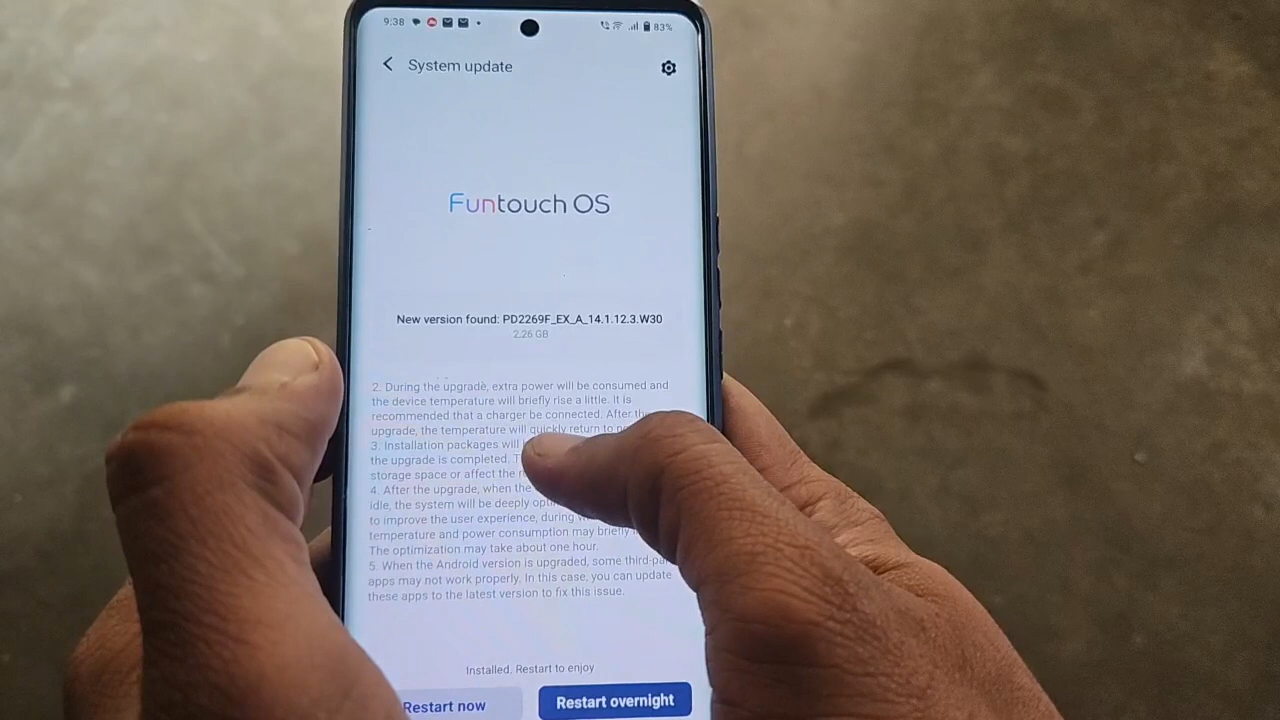 9:38
83%
System update
Funtouch OS
New version found: PD2269F_EX_A_14.1.12.3.W30
2.26 GB
2. During the upgrade, extra power will be consumed and
the device temperature will briefly rise a little. It is
recommended that a charger be connected. After the
upgrade, the temperature will quickly return to
3. Installation packages will
the upgrade is completed.
storage space or affect the
4. After the upgrade, when the
idle, the system will be deeply
to improve the user experience, during
temperature and power consumption may briefly
The optimization may take about one hour.
5. When the Android version is upgraded, some
apps may not work properly. In this case, you can update
these apps to the latest version to fix this issue.
Installed. Restart to enjoy
Restart now
Restart overnight